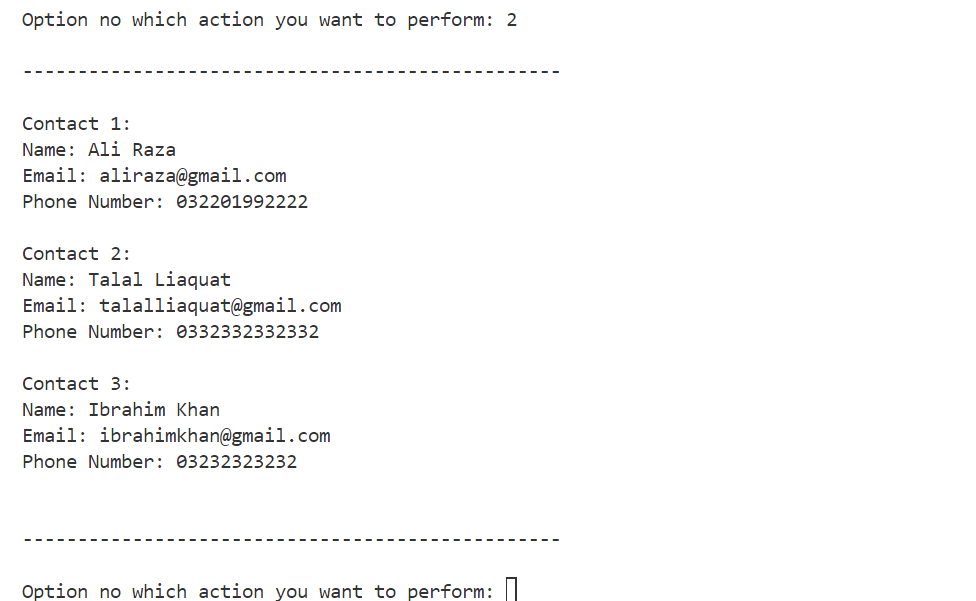 Option no which action you want to perform: 2
-------------------------------------------------
Contact 1:
Name: Ali Raza
Email: aliraza@gmail.com
Phone Number: 032201992222
Contact 2:
Name: Talal Liaquat
Email: talalliaquat@gmail.com
Phone Number: 0332332332332
Contact 3:
Name: Ibrahim Khan
Email: ibrahimkhan@gmail.com
Phone Number: 03232323232
-------------------------------------------------
Option no which action you want to perform: